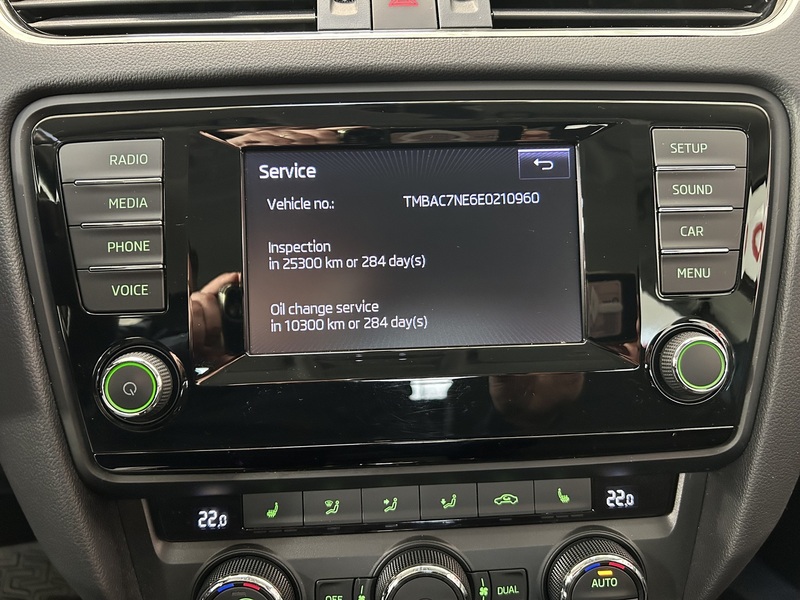 RADIO
MEDIA
PHONE
VOICE
Service
Vehicle no.: TMBAC7NE6E0210960
Inspection
in 25300 km or 284 day(s)
Oil change service
in 10300 km or 284 day(s)
SETUP
SOUND
CAR
MENU
22.0
22.0
OFF
DUAL
AUTO